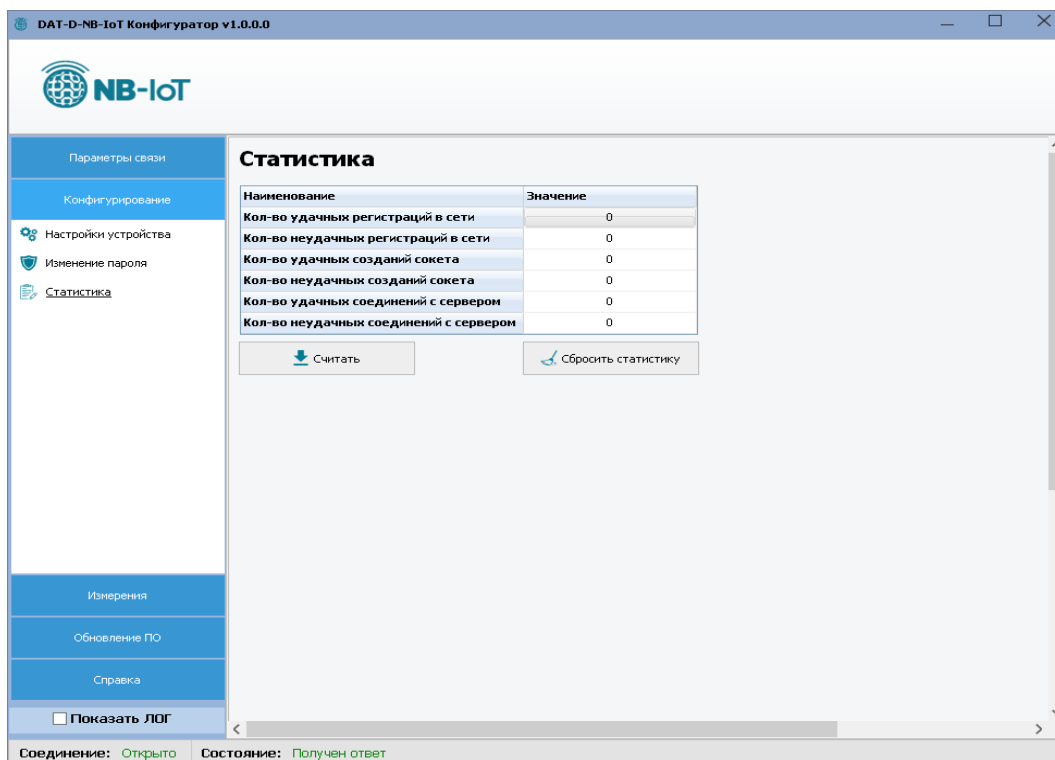 DAT-D-NB-IoT Конфигуратор v1.0.0.0
NB-IoT
Параметры связи
Конфигурирование
Настройки устройства
Изменение пароля
Статистика
Измерения
Обновление ПО
Справка
Показать ЛОГ
Статистика
Наименование Значение
Кол-во удачных регистраций в сети 0
Кол-во неудачных регистраций в сети 0
Кол-во удачных созданий сокета 0
Кол-во неудачных созданий сокета 0
Кол-во удачных соединений с сервером 0
Кол-во неудачных соединений с сервером 0
Считать Сбросить статистику
Соединение: Открыто Состояние: Получен ответ